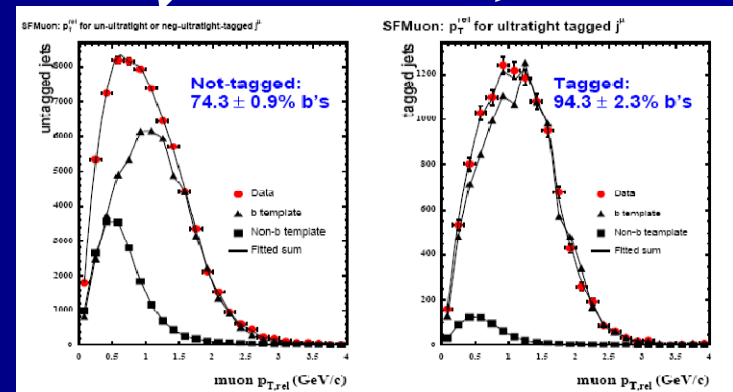 SFMuon: p_T^rel for un-ultratight or neg-ultratight-tagged j^μ
untagged jets
8000
7000
6000
5000
4000
3000
2000
1000
0
Not-tagged:
74.3 ± 0.9% b's
Data
b template
Non-b template
Fitted sum
0 0.5 1 1.5 2 2.5 3 3.5 4
muon p_T,rel (GeV/c)
SFMuon: p_T^rel for ultratight tagged j^μ
tagged jets
1200
1000
800
600
400
200
0
Tagged:
94.3 ± 2.3% b's
Data
b template
Non-b teamplate
Fitted sum
0 0.5 1 1.5 2 2.5 3 3.5 4
muon p_T,rel (GeV/c)